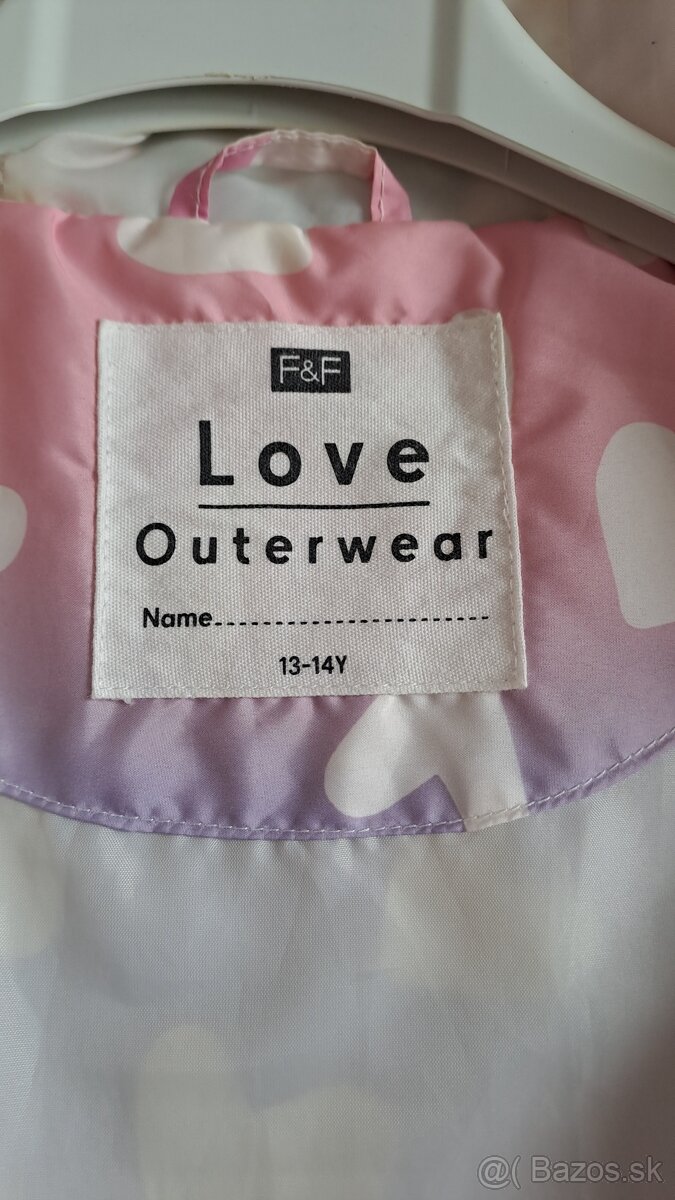 F&F
Love
Outerwear
Name.............................
13-14Y
@( Bazos.sk